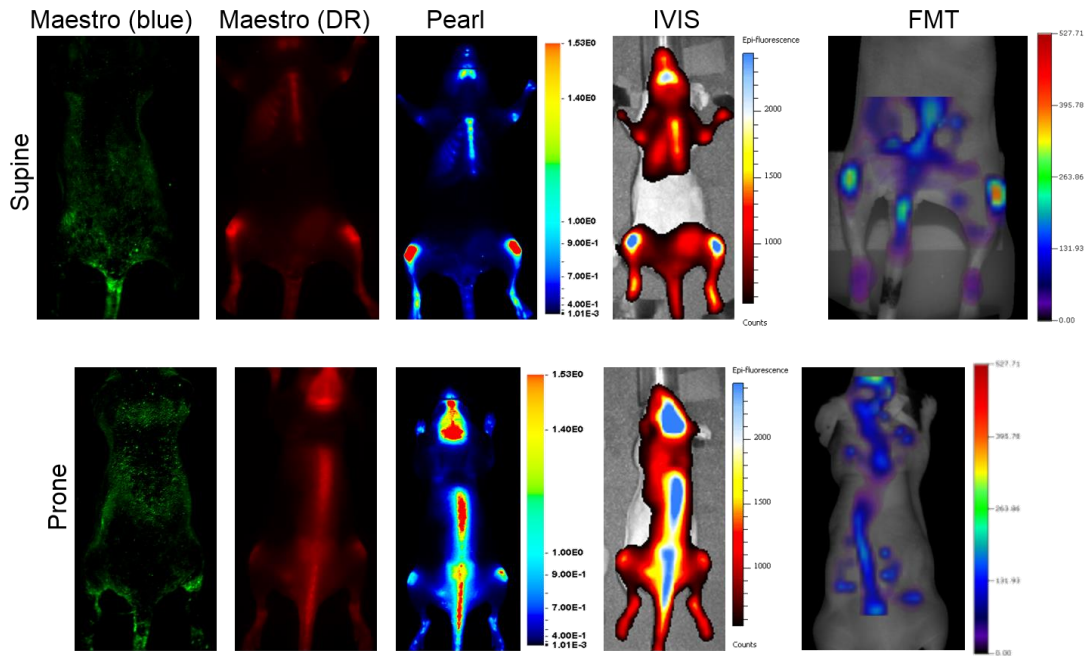 Maestro (blue) Maestro (DR) Pearl IVIS FMT
Supine
1.53E0
1.40E0
1.00E0
9.00E-1
7.00E-1
4.00E-1
1.01E-3
Epi-fluorescence
2000
1500
1000
Counts
527.71
395.78
263.86
131.93
0.00
Prone
1.53E0
1.40E0
1.00E0
9.00E-1
7.00E-1
4.00E-1
1.01E-3
Epi-fluorescence
2000
1500
1000
Counts
527.71
395.78
263.86
131.93
0.00